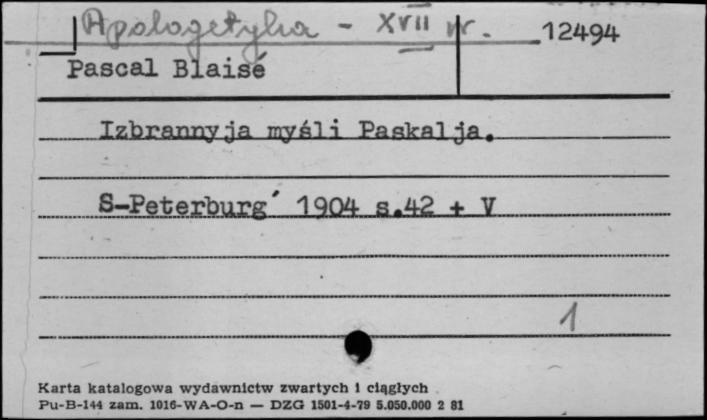 Apologetyka - XVII w. 12494
Pascal Blaisé
Izbrannyja myśli Paskalja.
S-Peterburg´ 1904 s.42 + V
1
Karta katalogowa wydawnictw zwartych i ciągłych
Pu-B-144 zam. 1016-WA-O-n — DZG 1501-4-79 5.050.000 2 81